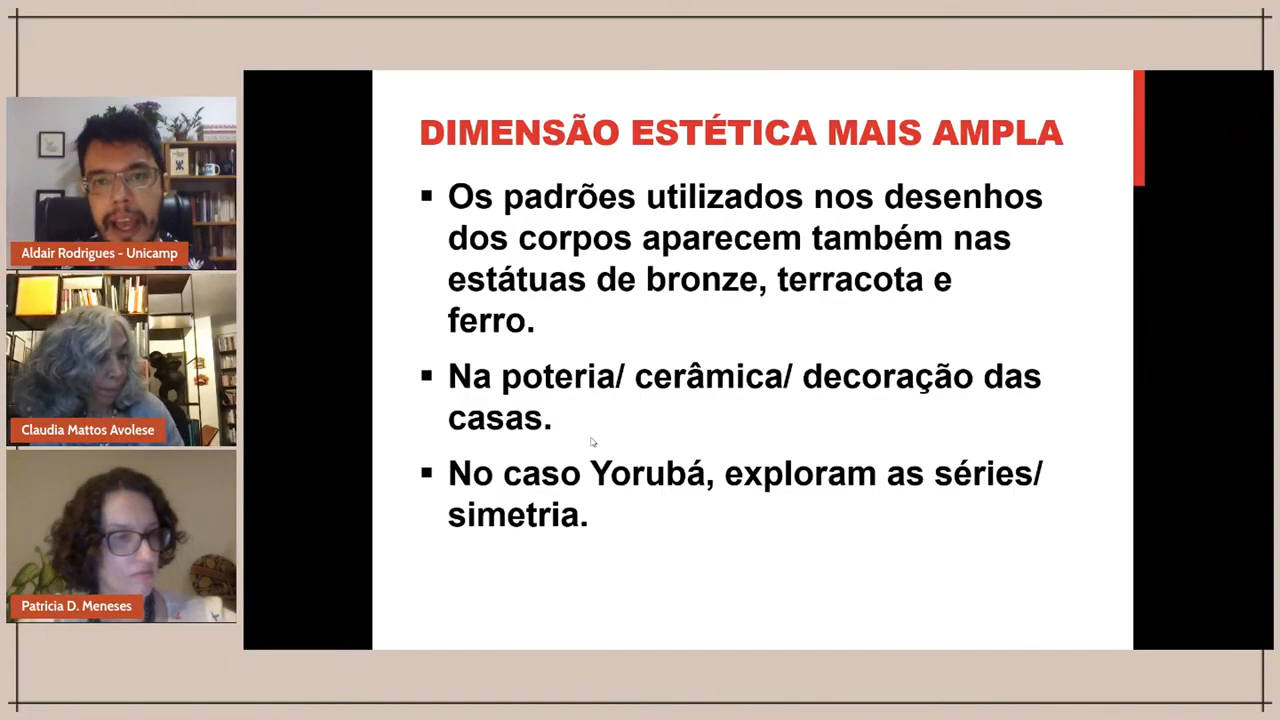 Aldair Rodrigues - Unicamp
Claudia Mattos Avolese
Patricia D. Meneses
DIMENSÃO ESTÉTICA MAIS AMPLA
▪ Os padrões utilizados nos desenhos
dos corpos aparecem também nas
estátuas de bronze, terracota e
ferro.
▪ Na poteria/ cerâmica/ decoração das
casas.
▪ No caso Yorubá, exploram as séries/
simetria.